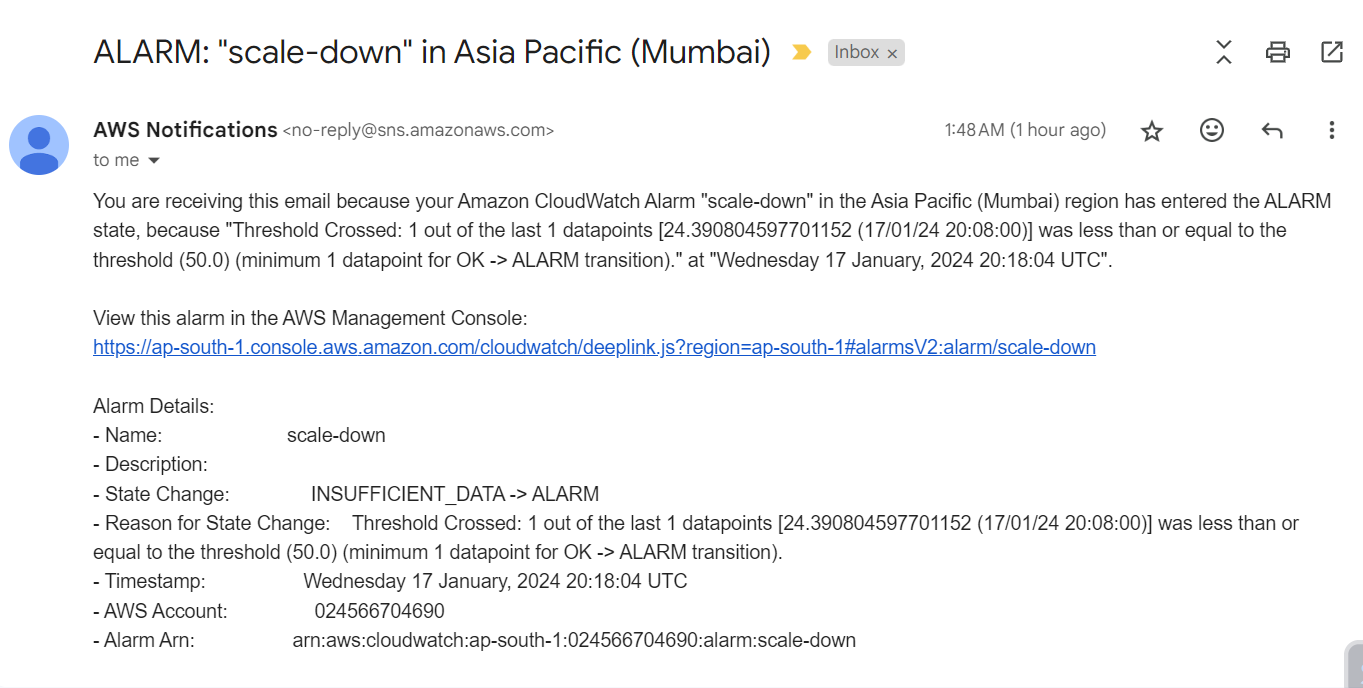 ALARM: "scale-down" in Asia Pacific (Mumbai) Inbox ×
AWS Notifications <no-reply@sns.amazonaws.com> 1:48 AM (1 hour ago)
to me
You are receiving this email because your Amazon CloudWatch Alarm "scale-down" in the Asia Pacific (Mumbai) region has entered the ALARM
state, because "Threshold Crossed: 1 out of the last 1 datapoints [24.390804597701152 (17/01/24 20:08:00)] was less than or equal to the
threshold (50.0) (minimum 1 datapoint for OK -> ALARM transition)." at "Wednesday 17 January, 2024 20:18:04 UTC".
View this alarm in the AWS Management Console:
https://ap-south-1.console.aws.amazon.com/cloudwatch/deeplink.js?region=ap-south-1#alarmsV2:alarm/scale-down
Alarm Details:
- Name: scale-down
- Description:
- State Change: INSUFFICIENT_DATA -> ALARM
- Reason for State Change: Threshold Crossed: 1 out of the last 1 datapoints [24.390804597701152 (17/01/24 20:08:00)] was less than or
equal to the threshold (50.0) (minimum 1 datapoint for OK -> ALARM transition).
- Timestamp: Wednesday 17 January, 2024 20:18:04 UTC
- AWS Account: 024566704690
- Alarm Arn: arn:aws:cloudwatch:ap-south-1:024566704690:alarm:scale-down